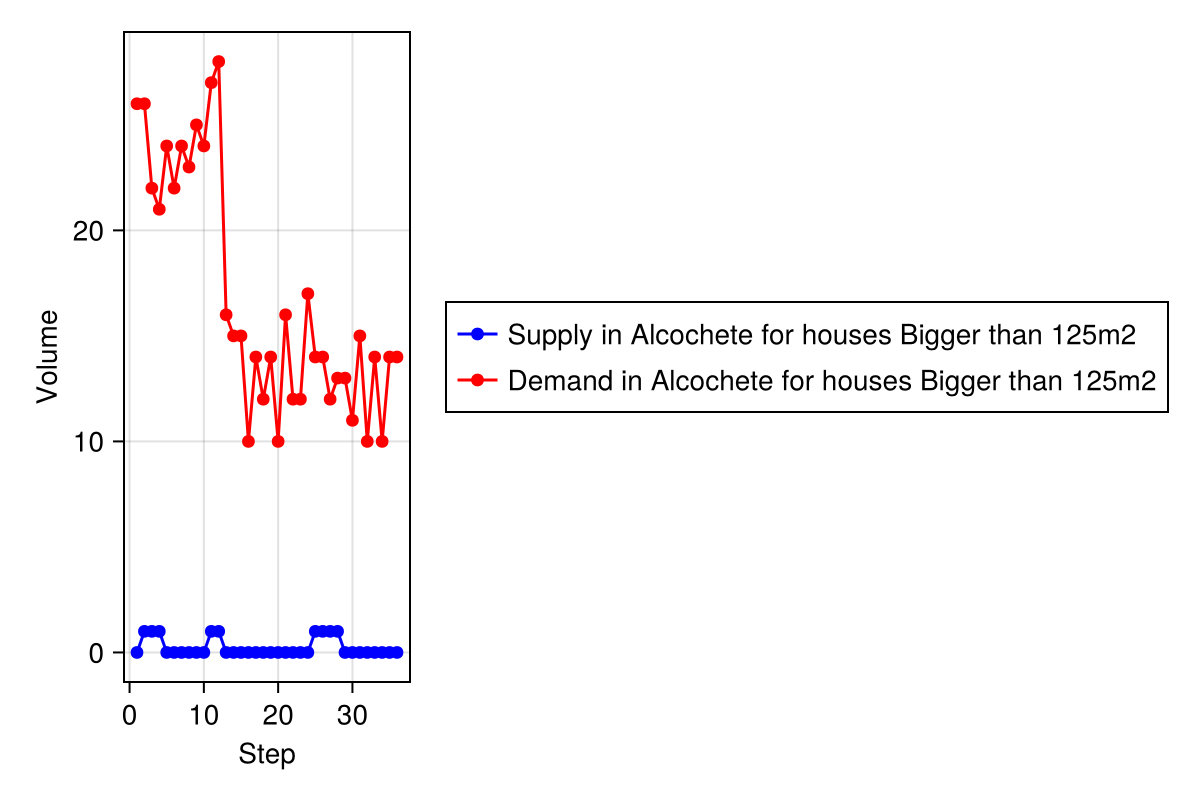 20
10
0
0 10 20 30
Volume
Step
Supply in Alcochete for houses Bigger than 125m2
Demand in Alcochete for houses Bigger than 125m2